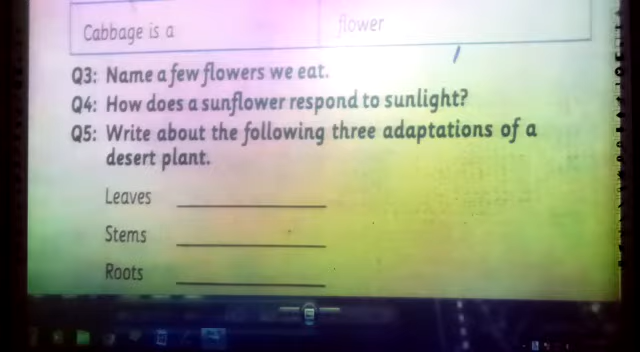 Cabbage is a
flower
Q3: Name a few flowers we eat.
Q4: How does a sunflower respond to sunlight?
Q5: Write about the following three adaptations of a
desert plant.
Leaves
Stems
Roots